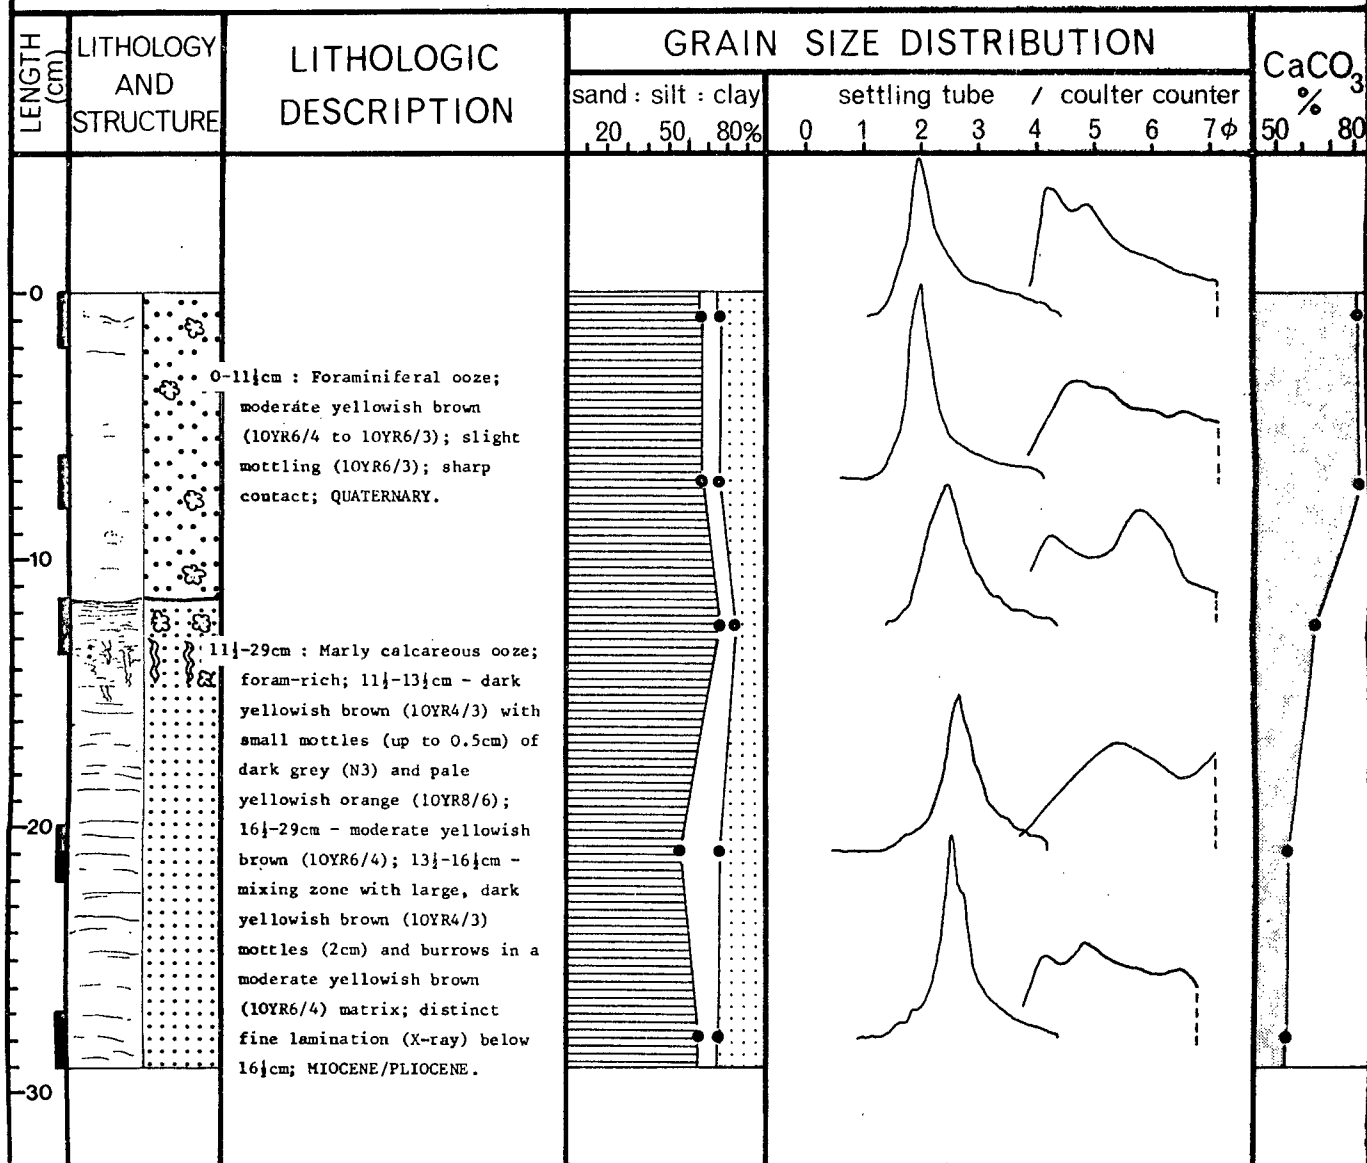 LENGTH (cm)
LITHOLOGY AND STRUCTURE
LITHOLOGIC DESCRIPTION
GRAIN SIZE DISTRIBUTION
sand : silt : clay
20 50 80%
settling tube / coulter counter
0 1 2 3 4 5 6 7 ϕ
CaCO3 %
50 80
0
10
20
30
0-11½cm : Foraminiferal ooze;
moderate yellowish brown
(10YR6/4 to 10YR6/3); slight
mottling (10YR6/3); sharp
contact; QUATERNARY.
11½-29cm : Marly calcareous ooze;
foram-rich; 11½-13½cm - dark
yellowish brown (10YR4/3) with
small mottles (up to 0.5cm) of
dark grey (N3) and pale
yellowish orange (10YR8/6);
16½-29cm - moderate yellowish
brown (10YR6/4); 13½-16½cm -
mixing zone with large, dark
yellowish brown (10YR4/3)
mottles (2cm) and burrows in a
moderate yellowish brown
(10YR6/4) matrix; distinct
fine lamination (X-ray) below
16½cm; MIOCENE/PLIOCENE.